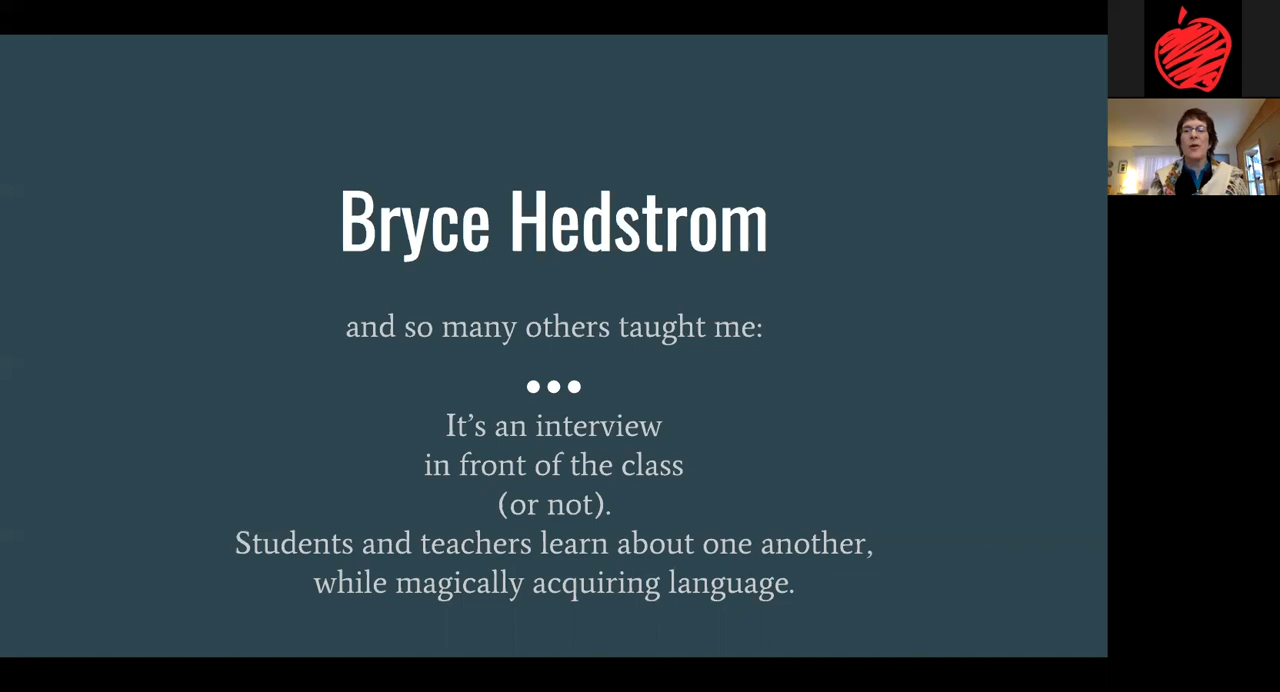 Bryce Hedstrom
and so many others taught me:
It’s an interview
in front of the class
(or not).
Students and teachers learn about one another,
while magically acquiring language.